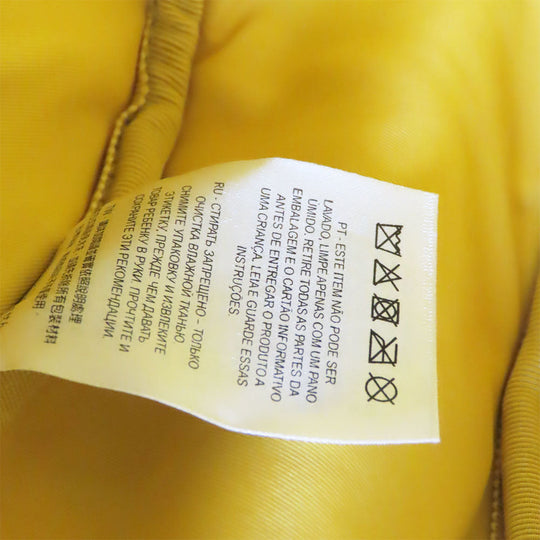 PT - ESTE ITEM NÃO PODE SER
LAVADO, LIMPE APENAS COM UM PANO
ÚMIDO. RETIRE TODAS AS PARTES DA
EMBALAGEM E O CARTÃO INFORMATIVO
ANTES DE ENTREGAR O PRODUTO A
UMA CRIANÇA. LEIA E GUARDE ESSAS
INSTRUÇÕES.
RU - СТИРАТЬ ЗАПРЕЩЕНО - ТОЛЬКО
ОЧИСТКА ВЛАЖНОЙ ТКАНЬЮ
СНИМИТЕ УПАКОВКУ И ИЗВЛЕКИТЕ
ЭТИКЕТКУ, ПРЕЖДЕ ЧЕМ ДАВАТЬ
ТОВАР РЕБЕНКУ В РУКИ. ПРОЧТИТЕ И
СОХРАНИТЕ ЭТИ РЕКОМЕНДАЦИИ.